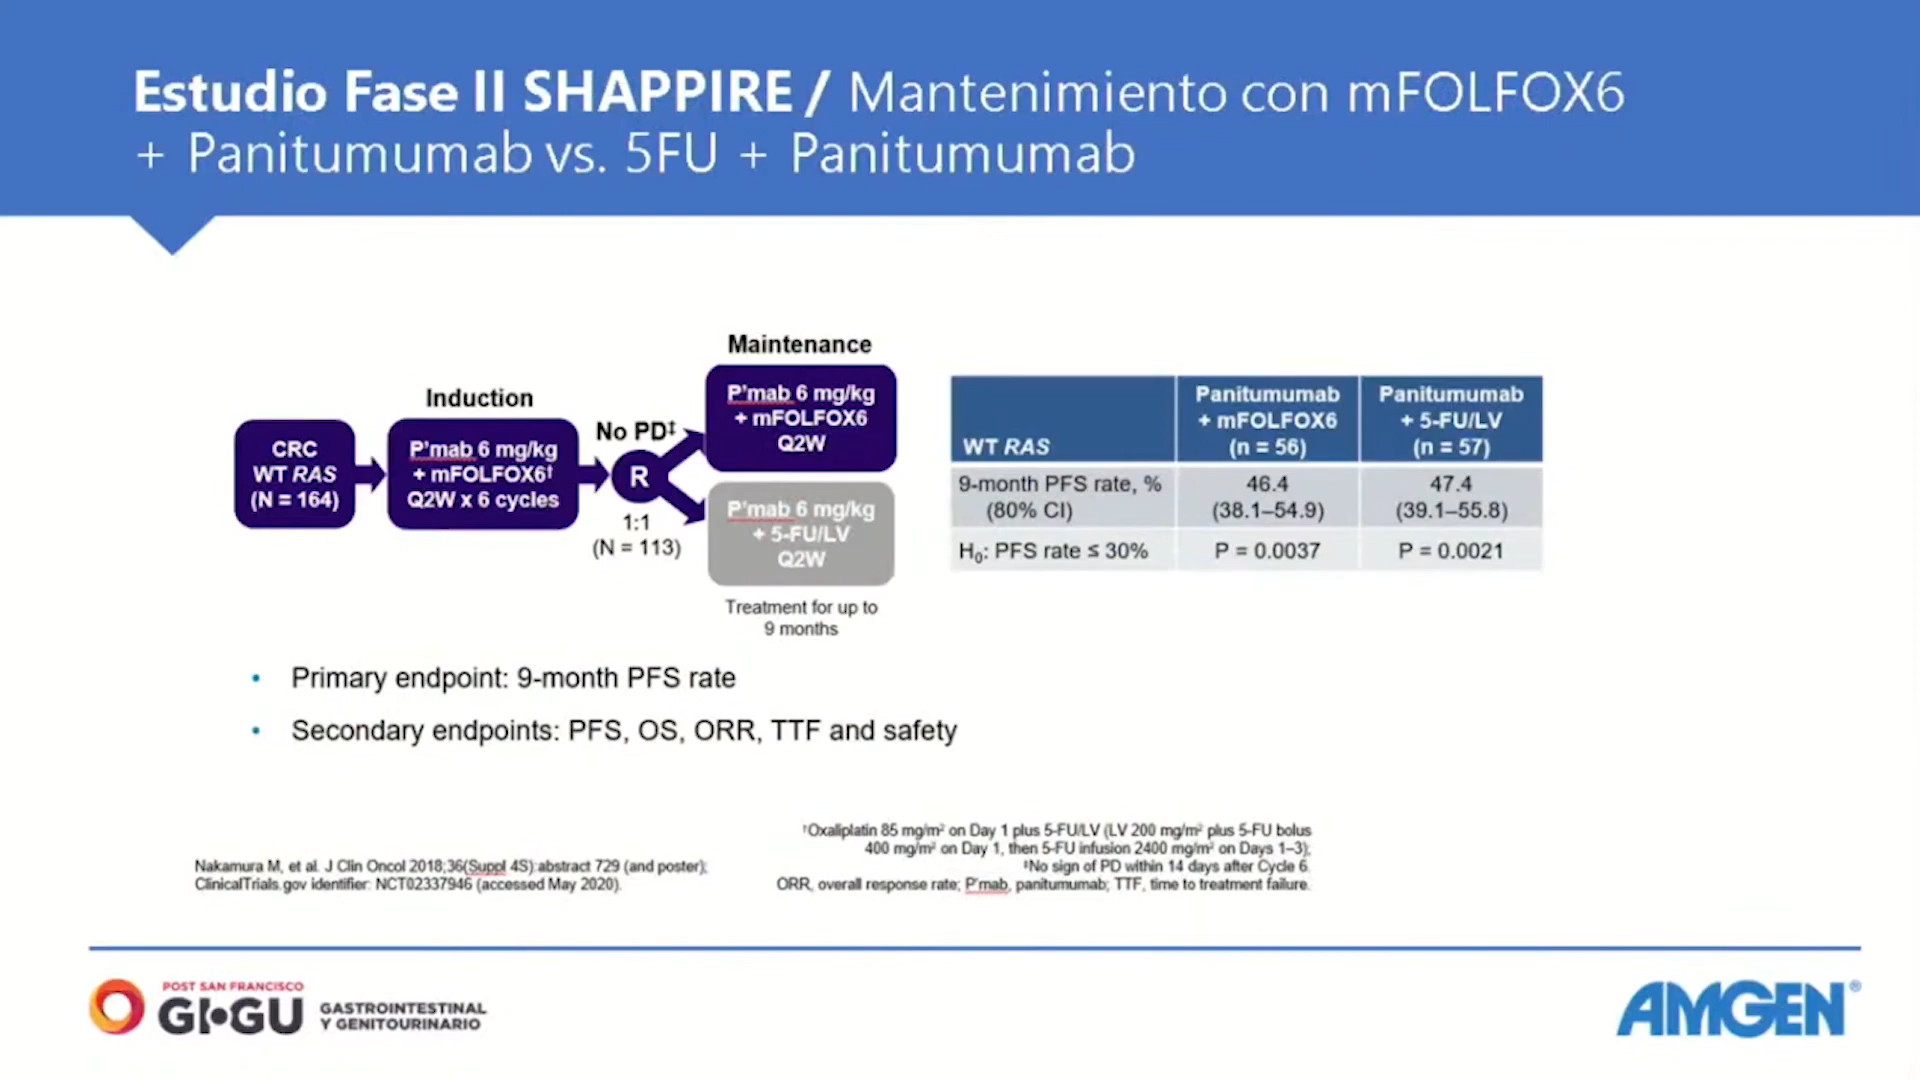 Estudio Fase II SHAPPIRE / Mantenimiento con mFOLFOX6
+ Panitumumab vs. 5FU + Panitumumab
CRC
WT RAS
(N = 164)
Induction
P'mab 6 mg/kg
+ mFOLFOX6†
Q2W x 6 cycles
No PD‡
R
1:1
(N = 113)
Maintenance
P'mab 6 mg/kg
+ mFOLFOX6
Q2W
P'mab 6 mg/kg
+ 5-FU/LV
Q2W
Treatment for up to
9 months
WT RAS
Panitumumab
+ mFOLFOX6
(n = 56)
Panitumumab
+ 5-FU/LV
(n = 57)
9-month PFS rate, %
(80% CI)
46.4
(38.1–54.9)
47.4
(39.1–55.8)
H₀: PFS rate ≤ 30%
P = 0.0037
P = 0.0021
• Primary endpoint: 9-month PFS rate
• Secondary endpoints: PFS, OS, ORR, TTF and safety
Nakamura M, et al. J Clin Oncol 2018;36(Suppl 4S):abstract 729 (and poster);
ClinicalTrials.gov identifier: NCT02337946 (accessed May 2020).
†Oxaliplatin 85 mg/m² on Day 1 plus 5-FU/LV (LV 200 mg/m² plus 5-FU bolus
400 mg/m² on Day 1, then 5-FU infusion 2400 mg/m² on Days 1–3);
‡No sign of PD within 14 days after Cycle 6.
ORR, overall response rate; P'mab, panitumumab; TTF, time to treatment failure.
POST SAN FRANCISCO
GI•GU
GASTROINTESTINAL
Y GENITOURINARIO
AMGEN®